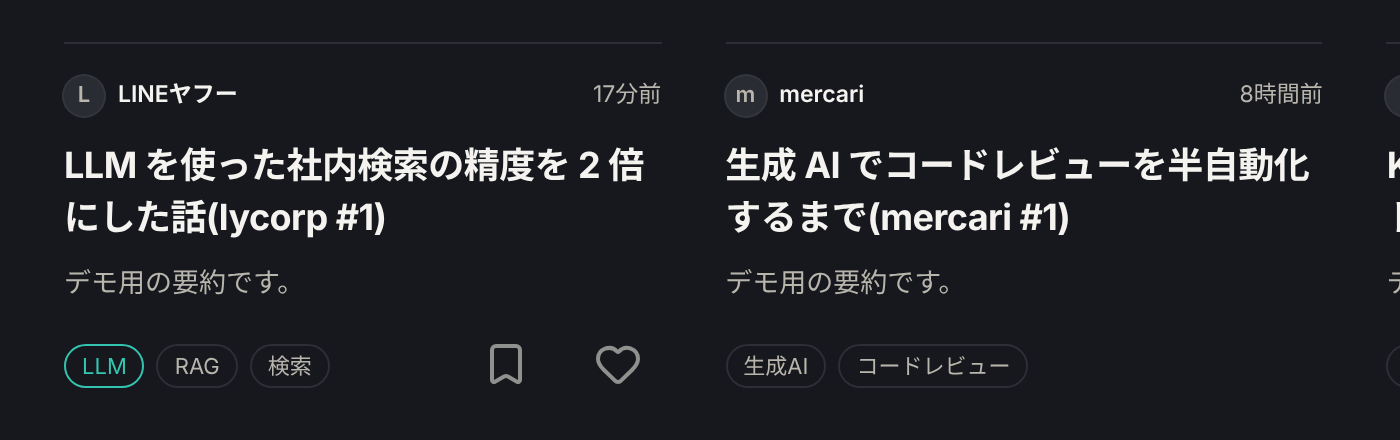 L LINEヤフー 17分前
LLM を使った社内検索の精度を 2 倍
にした話(lycorp #1)
デモ用の要約です。
LLM RAG 検索
m mercari 8時間前
生成 AI でコードレビューを半自動化
するまで(mercari #1)
デモ用の要約です。
生成AI コードレビュー